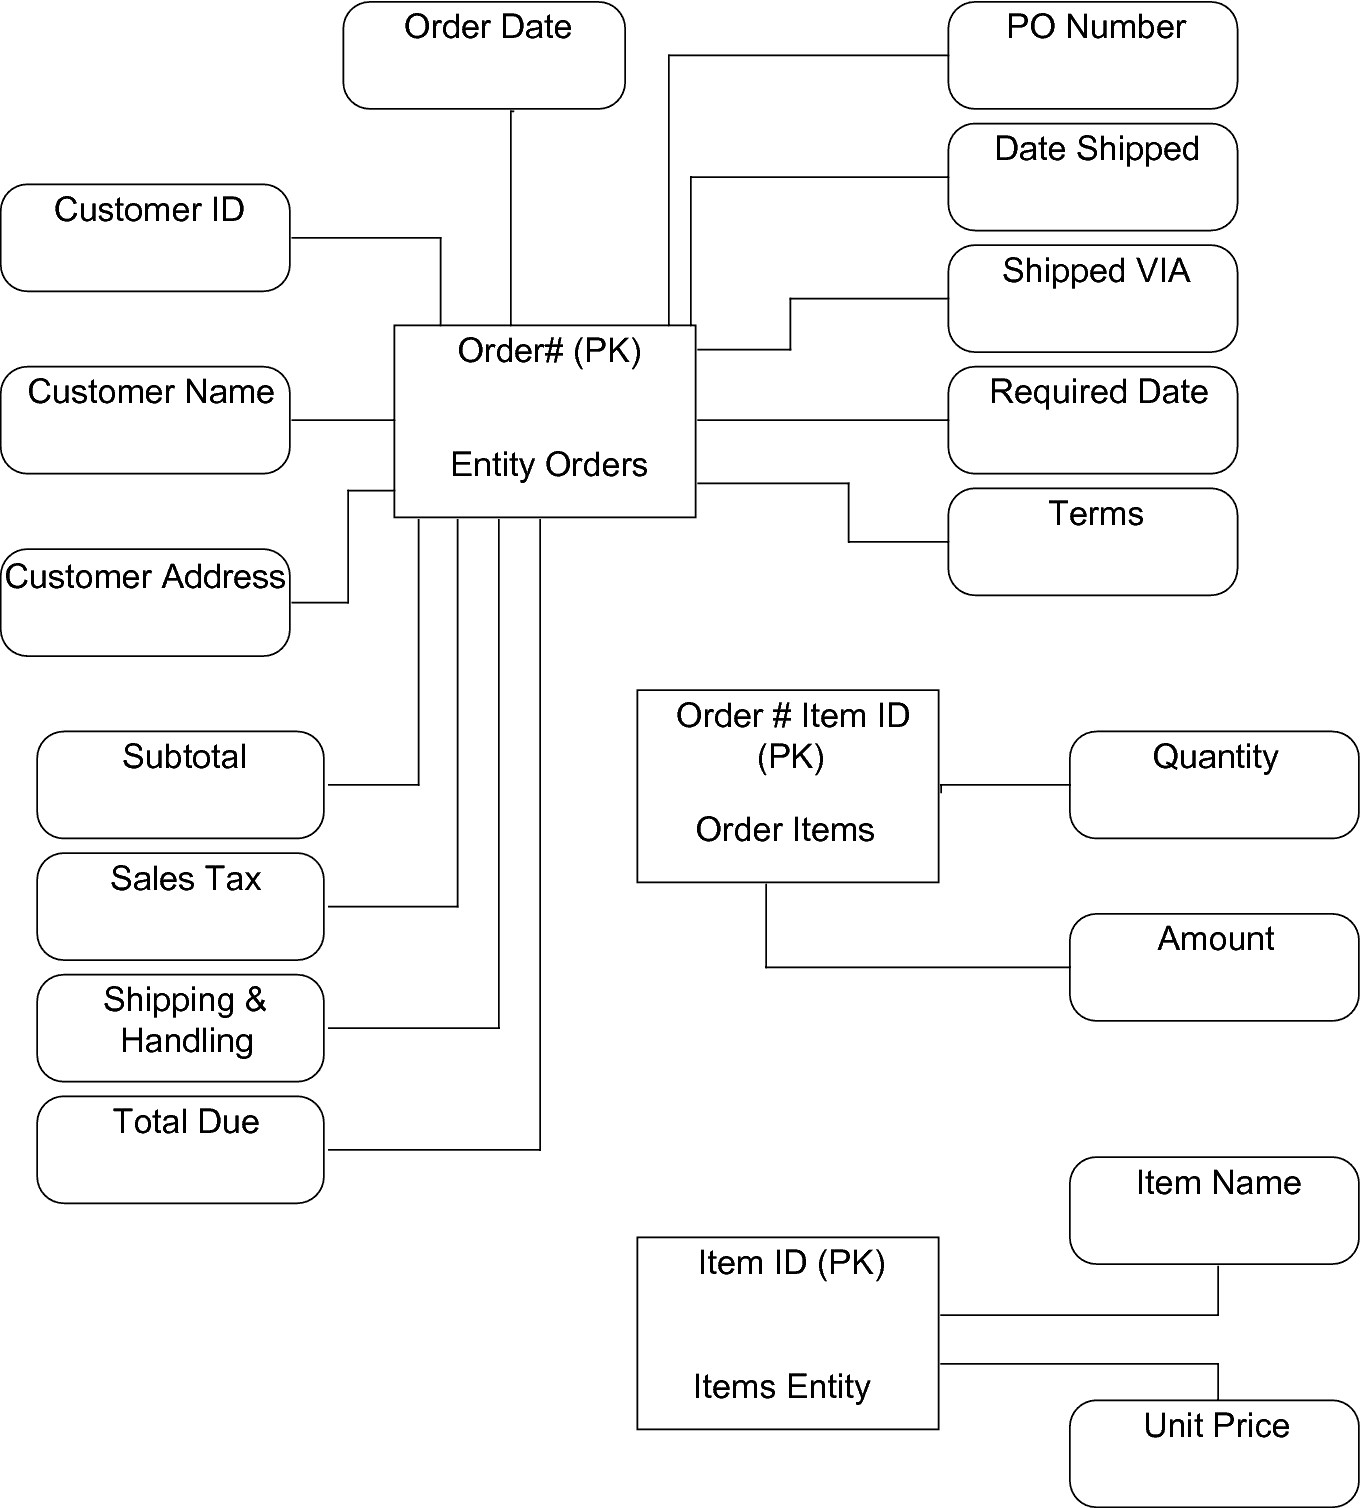 Order Date
PO Number
Date Shipped
Customer ID
Shipped VIA
Order# (PK)
Customer Name
Required Date
Entity Orders
Terms
Customer Address
Order # Item ID
(PK)
Subtotal
Quantity
Order Items
Sales Tax
Amount
Shipping &
Handling
Total Due
Item Name
Item ID (PK)
Items Entity
Unit Price